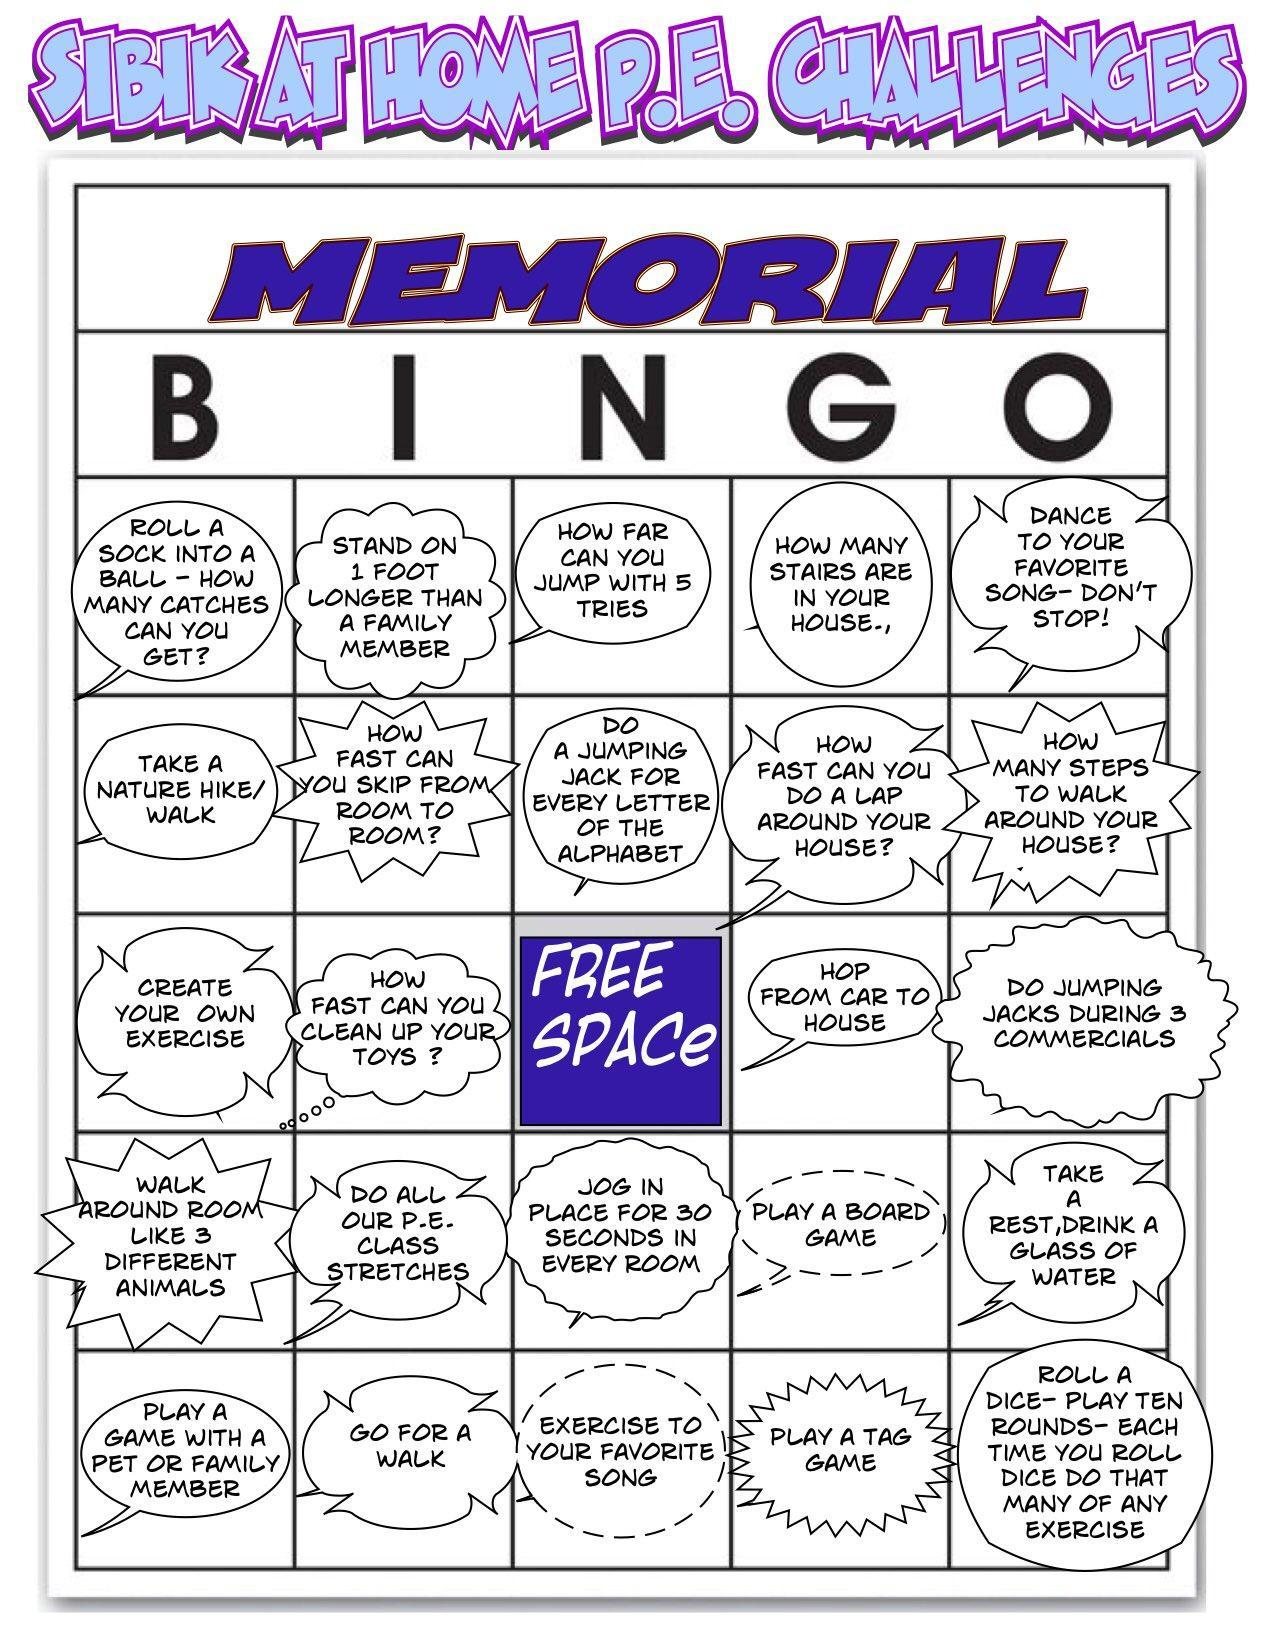 SIBIK AT HOME P.E. CHALLENGES
MEMORIAL
B I N G O
ROLL A
SOCK INTO A
BALL - HOW
MANY CATCHES
CAN YOU
GET?
STAND ON
1 FOOT
LONGER THAN
A FAMILY
MEMBER
HOW FAR
CAN YOU
JUMP WITH 5
TRIES
HOW MANY
STAIRS ARE
IN YOUR
HOUSE.,
DANCE
TO YOUR
FAVORITE
SONG- DON'T
STOP!
TAKE A
NATURE HIKE/
WALK
HOW
FAST CAN
YOU SKIP FROM
ROOM TO
ROOM?
DO
A JUMPING
JACK FOR
EVERY LETTER
OF THE
ALPHABET
HOW
FAST CAN YOU
DO A LAP
AROUND YOUR
HOUSE?
HOW
MANY STEPS
TO WALK
AROUND YOUR
HOUSE?
CREATE
YOUR OWN
EXERCISE
HOW
FAST CAN YOU
CLEAN UP YOUR
TOYS ?
FREE
SPACe
HOP
FROM CAR TO
HOUSE
DO JUMPING
JACKS DURING 3
COMMERCIALS
WALK
AROUND ROOM
LIKE 3
DIFFERENT
ANIMALS
DO ALL
OUR P.E.
CLASS
STRETCHES
JOG IN
PLACE FOR 30
SECONDS IN
EVERY ROOM
PLAY A BOARD
GAME
TAKE
A
REST,DRINK A
GLASS OF
WATER
PLAY A
GAME WITH A
PET OR FAMILY
MEMBER
GO FOR A
WALK
EXERCISE TO
YOUR FAVORITE
SONG
PLAY A TAG
GAME
ROLL A
DICE- PLAY TEN
ROUNDS- EACH
TIME YOU ROLL
DICE DO THAT
MANY OF ANY
EXERCISE